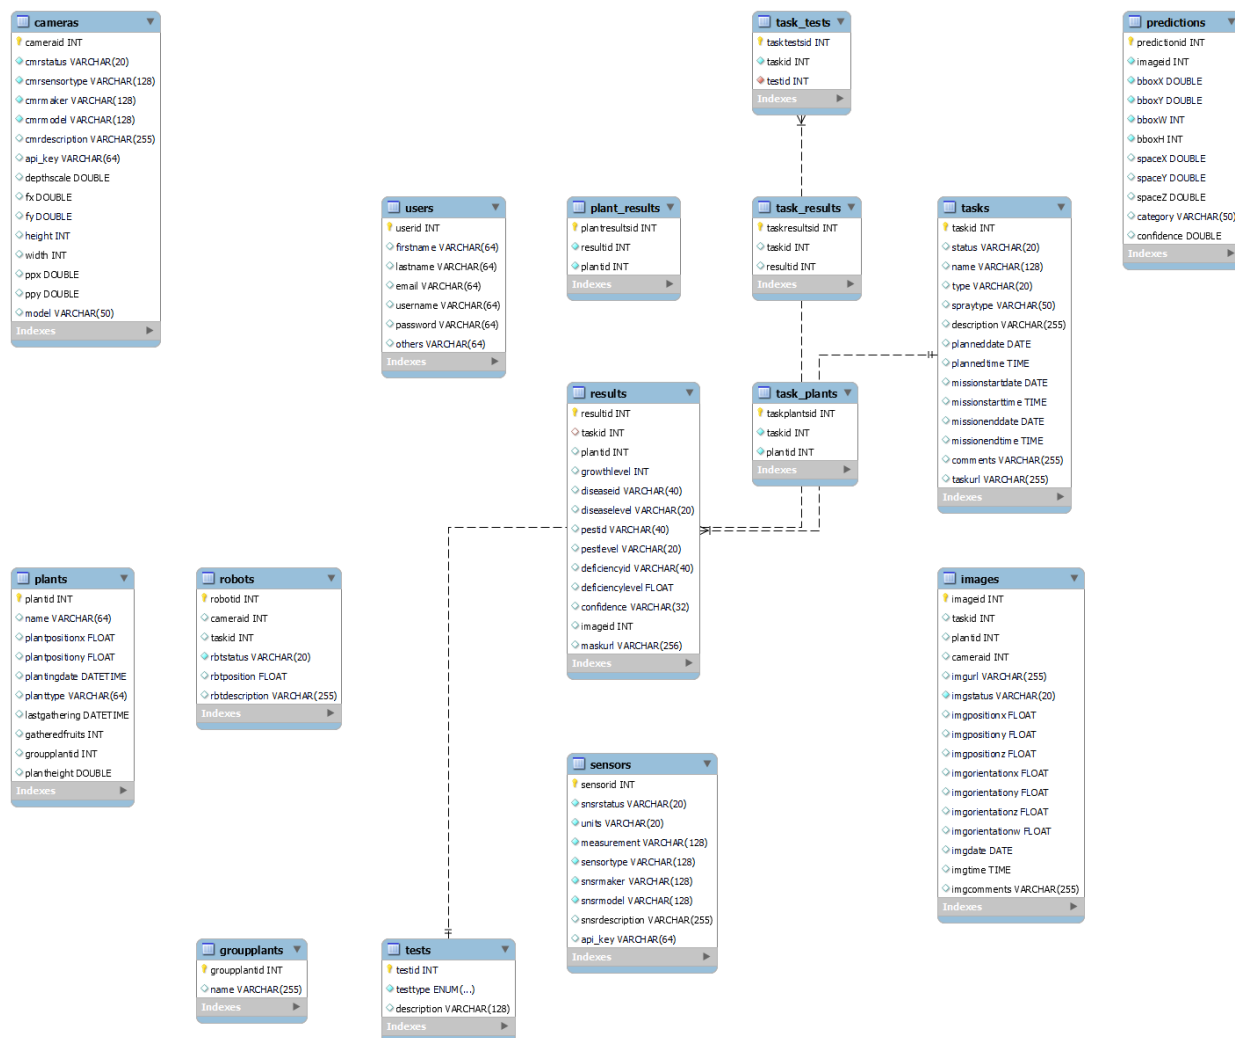 cameras
cameraid INT
cmrstatus VARCHAR(20)
cmrsensortype VARCHAR(128)
cmrmaker VARCHAR(128)
cmrmodel VARCHAR(128)
cmrdescription VARCHAR(255)
api_key VARCHAR(64)
depthscale DOUBLE
fx DOUBLE
fy DOUBLE
height INT
width INT
ppx DOUBLE
ppy DOUBLE
model VARCHAR(50)
Indexes
task_tests
tasktestsid INT
taskid INT
testid INT
Indexes
predictions
predictionid INT
imageid INT
bboxX DOUBLE
bboxY DOUBLE
bboxW INT
bboxH INT
spaceX DOUBLE
spaceY DOUBLE
spaceZ DOUBLE
category VARCHAR(50)
confidence DOUBLE
Indexes
users
userid INT
firstname VARCHAR(64)
lastname VARCHAR(64)
email VARCHAR(64)
username VARCHAR(64)
password VARCHAR(64)
others VARCHAR(64)
Indexes
plant_results
plantresultsid INT
resultid INT
plantid INT
Indexes
task_results
taskresultsid INT
taskid INT
resultid INT
Indexes
tasks
taskid INT
status VARCHAR(20)
name VARCHAR(128)
type VARCHAR(20)
spraytype VARCHAR(50)
description VARCHAR(255)
planneddate DATE
plannedtime TIME
missionstartdate DATE
missionstarttime TIME
missionenddate DATE
missionendtime TIME
comments VARCHAR(255)
taskurl VARCHAR(255)
Indexes
results
resultid INT
taskid INT
plantid INT
growthlevel INT
diseaseid VARCHAR(40)
diseaselevel VARCHAR(20)
pestid VARCHAR(40)
pestlevel VARCHAR(20)
deficiencyid VARCHAR(40)
deficiencylevel FLOAT
confidence VARCHAR(32)
imageid INT
maskurl VARCHAR(256)
Indexes
task_plants
taskplantsid INT
taskid INT
plantid INT
Indexes
plants
plantid INT
name VARCHAR(64)
plantpositionx FLOAT
plantpositiony FLOAT
plantingdate DATETIME
planttype VARCHAR(64)
lastgathering DATETIME
gatheredfruits INT
groupplantid INT
plantheight DOUBLE
Indexes
robots
robotid INT
cameraid INT
taskid INT
rbtstatus VARCHAR(20)
rbtposition FLOAT
rbtdescription VARCHAR(255)
Indexes
images
imageid INT
taskid INT
plantid INT
cameraid INT
imgurl VARCHAR(255)
imgstatus VARCHAR(20)
imgpositionx FLOAT
imgpositiony FLOAT
imgpositionz FLOAT
imgorientationx FLOAT
imgorientationy FLOAT
imgorientationz FLOAT
imgorientationw FLOAT
imgdate DATE
imgtime TIME
imgcomments VARCHAR(255)
Indexes
sensors
sensorid INT
snsrstatus VARCHAR(20)
units VARCHAR(20)
measurement VARCHAR(128)
sensortype VARCHAR(128)
snsrmaker VARCHAR(128)
snsrmodel VARCHAR(128)
snsrdescription VARCHAR(255)
api_key VARCHAR(64)
Indexes
groupplants
groupplantid INT
name VARCHAR(255)
Indexes
tests
testid INT
testtype ENUM(...)
description VARCHAR(128)
Indexes